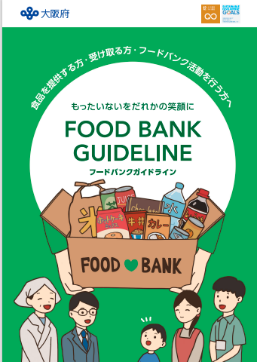 大阪府
食品を提供する方・受け取る方・フードバンク活動を行う方へ
もったいないをだれかの笑顔に
FOOD BANK
GUIDELINE
フードバンクガイドライン
米
カレー
FOOD BANK